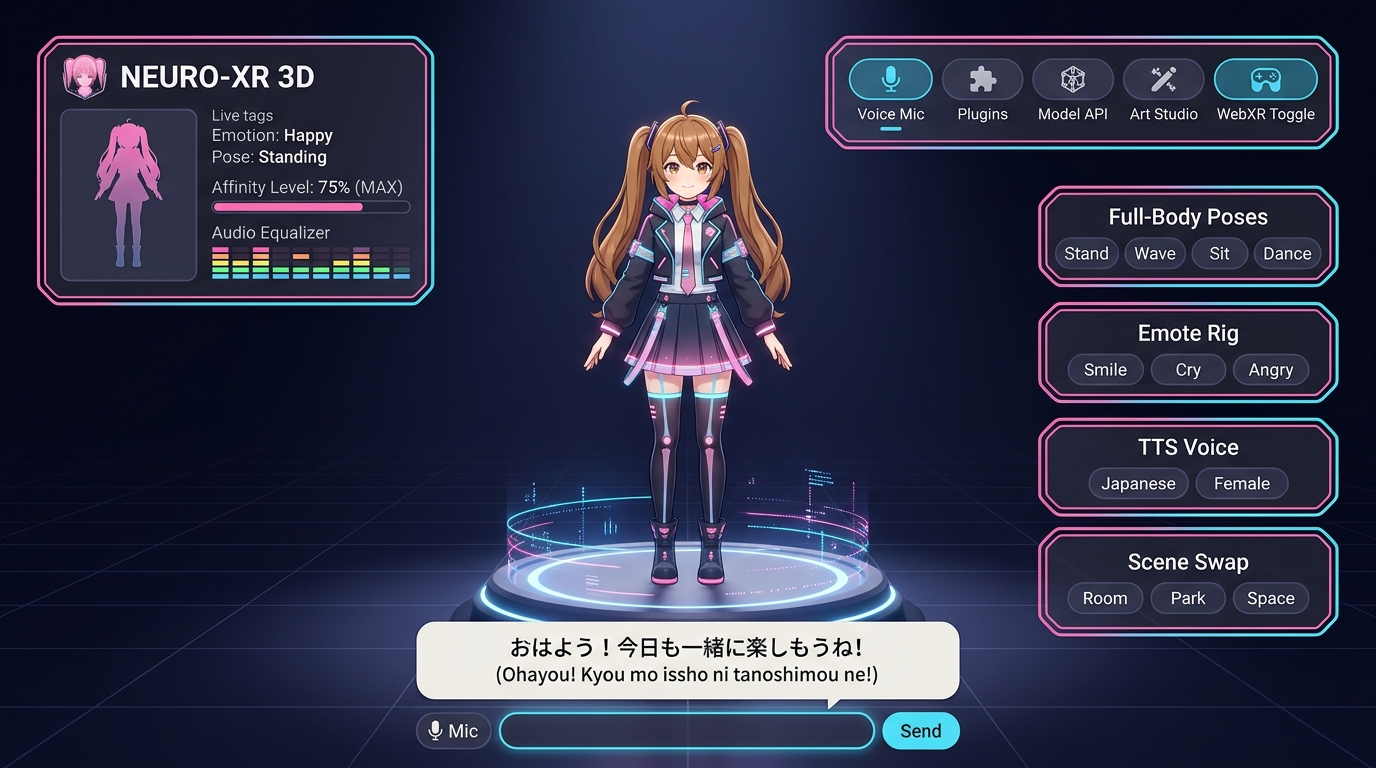 NEURO-XR 3D
Live tags
Emotion: Happy
Pose: Standing
Affinity Level: 75% (MAX)
Audio Equalizer
Voice Mic
Plugins
Model API
Art Studio
WebXR Toggle
Full-Body Poses
Stand
Wave
Sit
Dance
Emote Rig
Smile
Cry
Angry
TTS Voice
Japanese
Female
Scene Swap
Room
Park
Space
おはよう！今日も一緒に楽しもうね!
(Ohayou! Kyou mo issho ni tanoshimou ne!)
Mic
Send